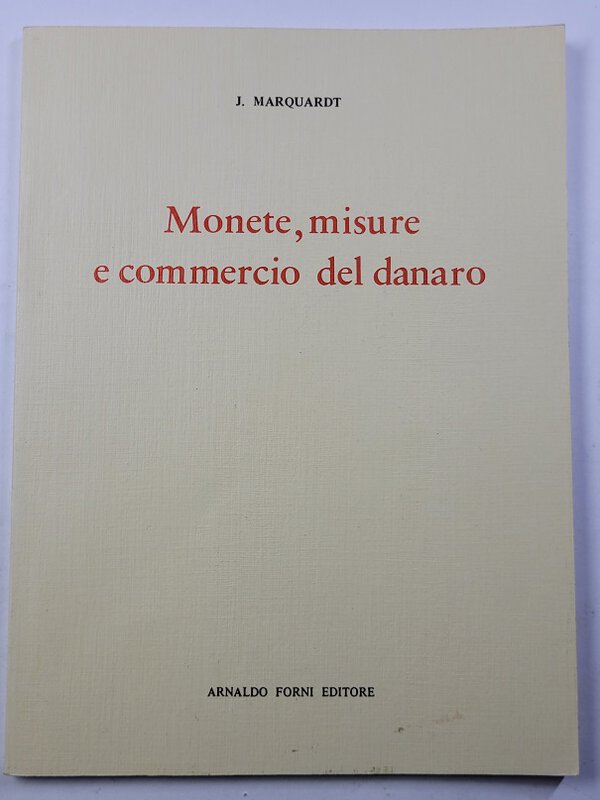 J. MARQUARDT
Monete, misure
e commercio del danaro
ARNALDO FORNI EDITORE